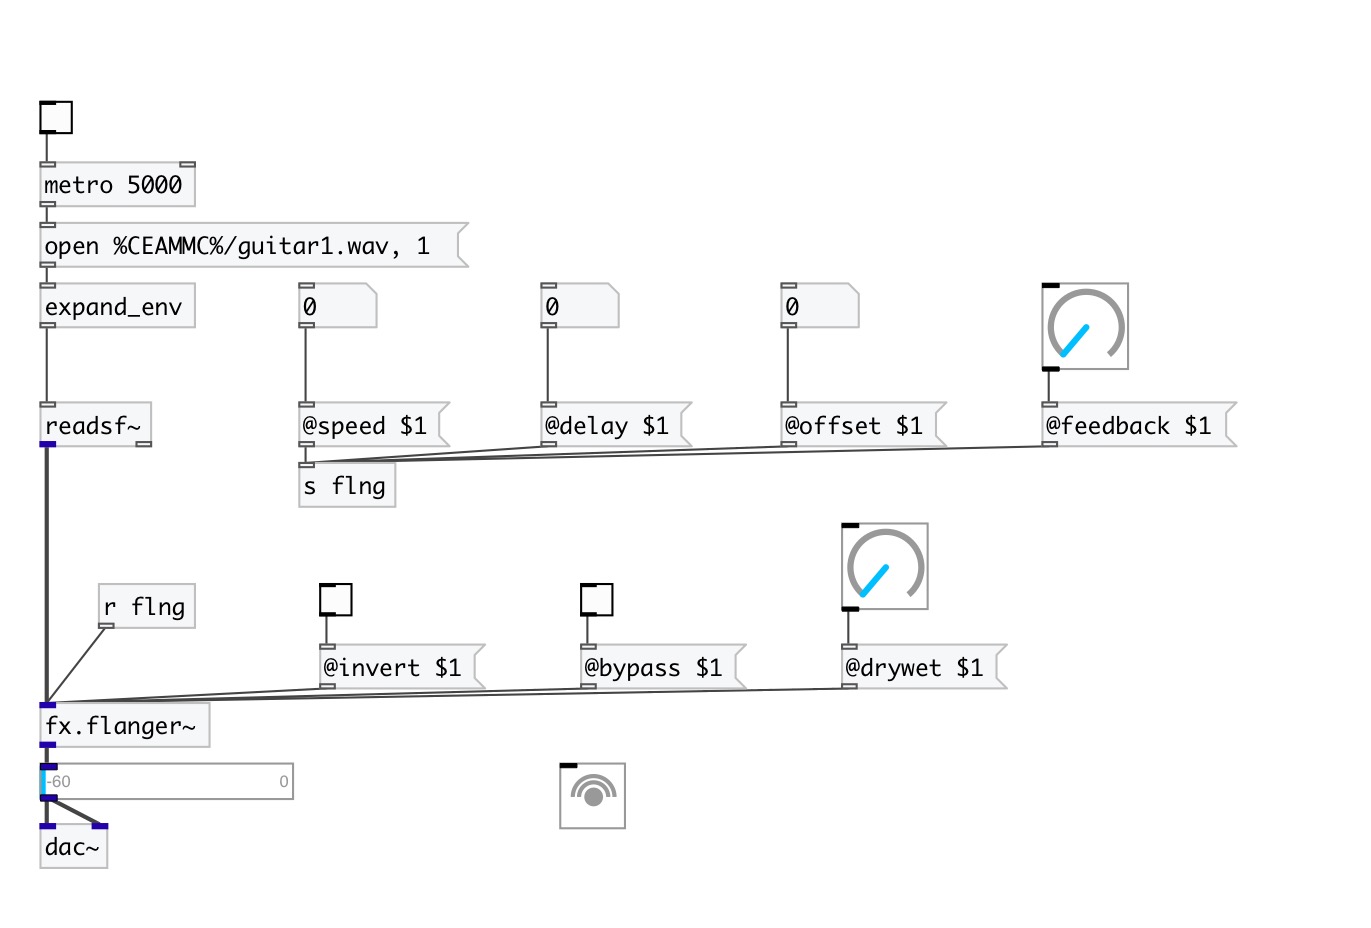 metro 5000
open %CEAMMC%/guitar1.wav, 1
expand_env
0
0
0
readsf~
@speed $1
@delay $1
@offset $1
@feedback $1
s flng
r flng
@invert $1
@bypass $1
@drywet $1
fx.flanger~
-60 0
dac~